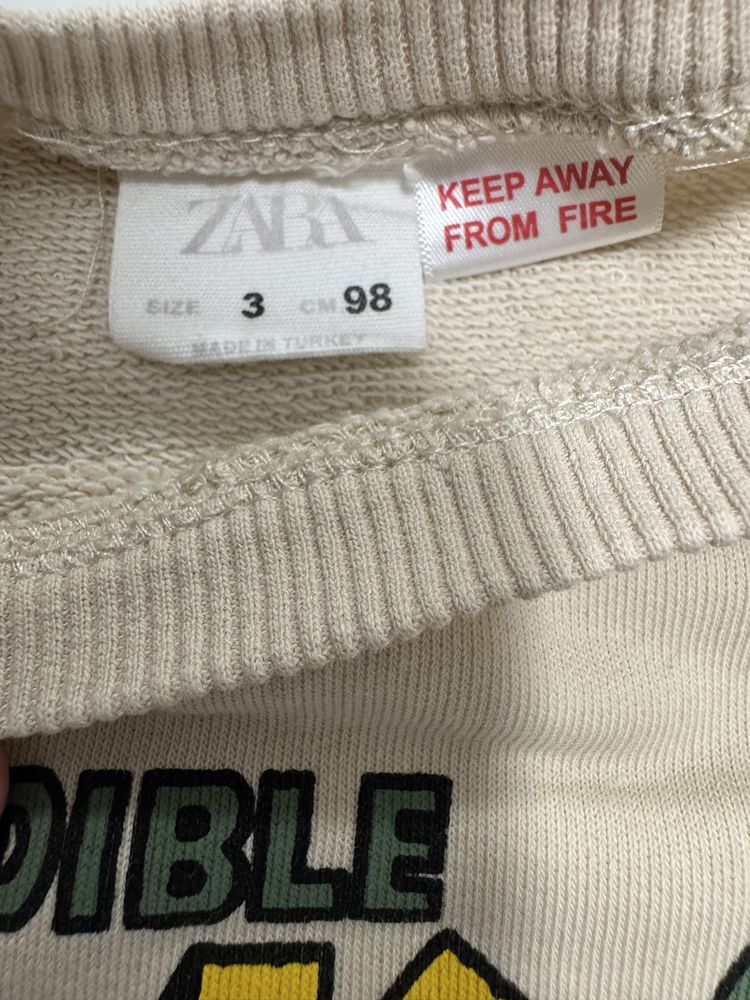 ZARA
SIZE 3 CM 98
MADE IN TURKEY
KEEP AWAY
FROM FIRE
DIBLE